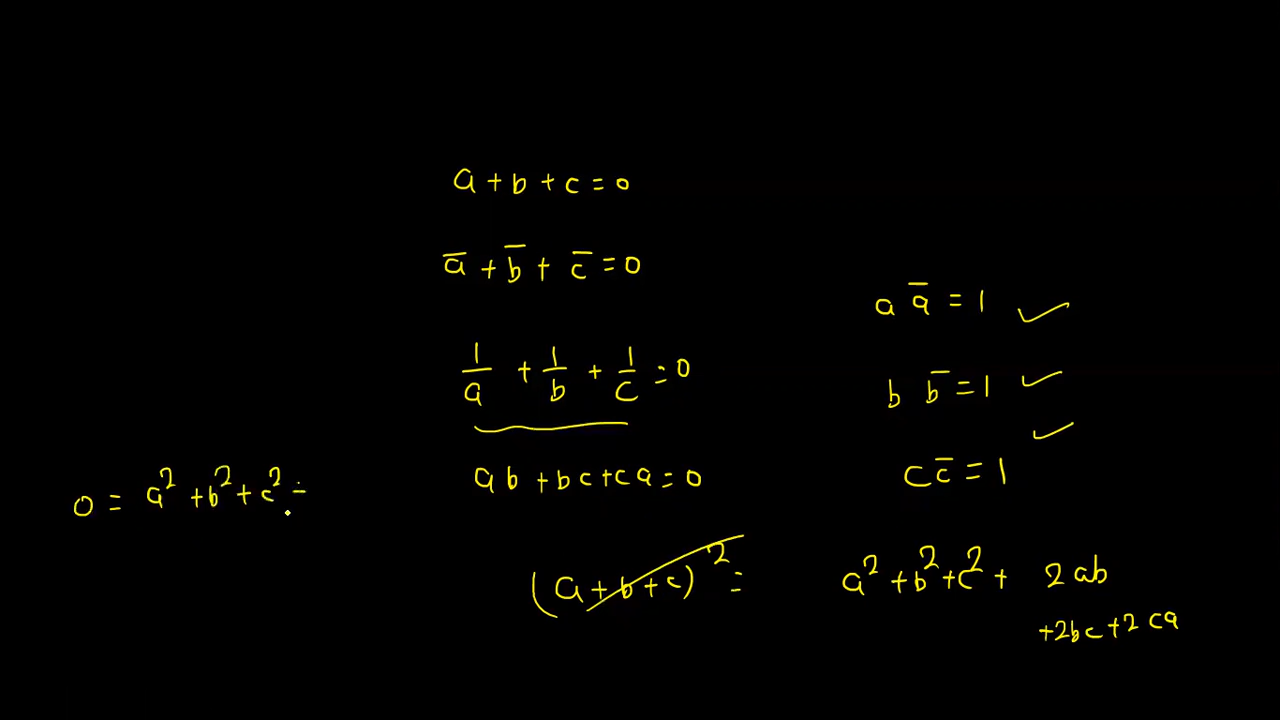 a + b + c = 0
a̅ + b̅ + c̅ = 0
a a̅ = 1 ✓
1/a + 1/b + 1/c = 0
b b̅ = 1 ✓
✓
ab + bc + ca = 0
c c̅ = 1
0 = a² + b² + c² ÷
(a + b + c)² = a² + b² + c² + 2ab
+2bc + 2ca